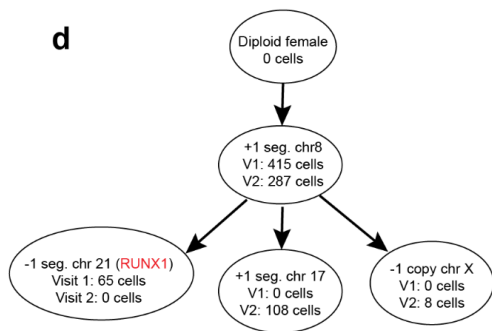 d
Diploid female
0 cells
+1 seg. chr8
V1: 415 cells
V2: 287 cells
-1 seg. chr 21 (RUNX1)
Visit 1: 65 cells
Visit 2: 0 cells
+1 seg. chr 17
V1: 0 cells
V2: 108 cells
-1 copy chr X
V1: 0 cells
V2: 8 cells